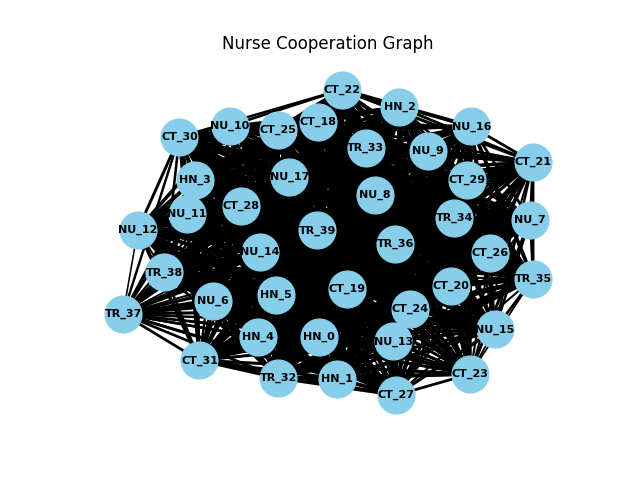 Nurse Cooperation Graph
CT_22
HN_2
CT_18
NU_10
CT_25
NU_16
CT_30
TR_33
NU_9
CT_21
HN_3
NU_17
CT_29
NU_8
CT_28
NU_11
TR_34
NU_7
NU_12
TR_39
TR_36
NU_14
CT_26
TR_38
TR_35
CT_20
CT_19
HN_5
NU_6
CT_24
TR_37
NU_15
HN_4
HN_0
NU_13
CT_31
CT_23
TR_32
HN_1
CT_27